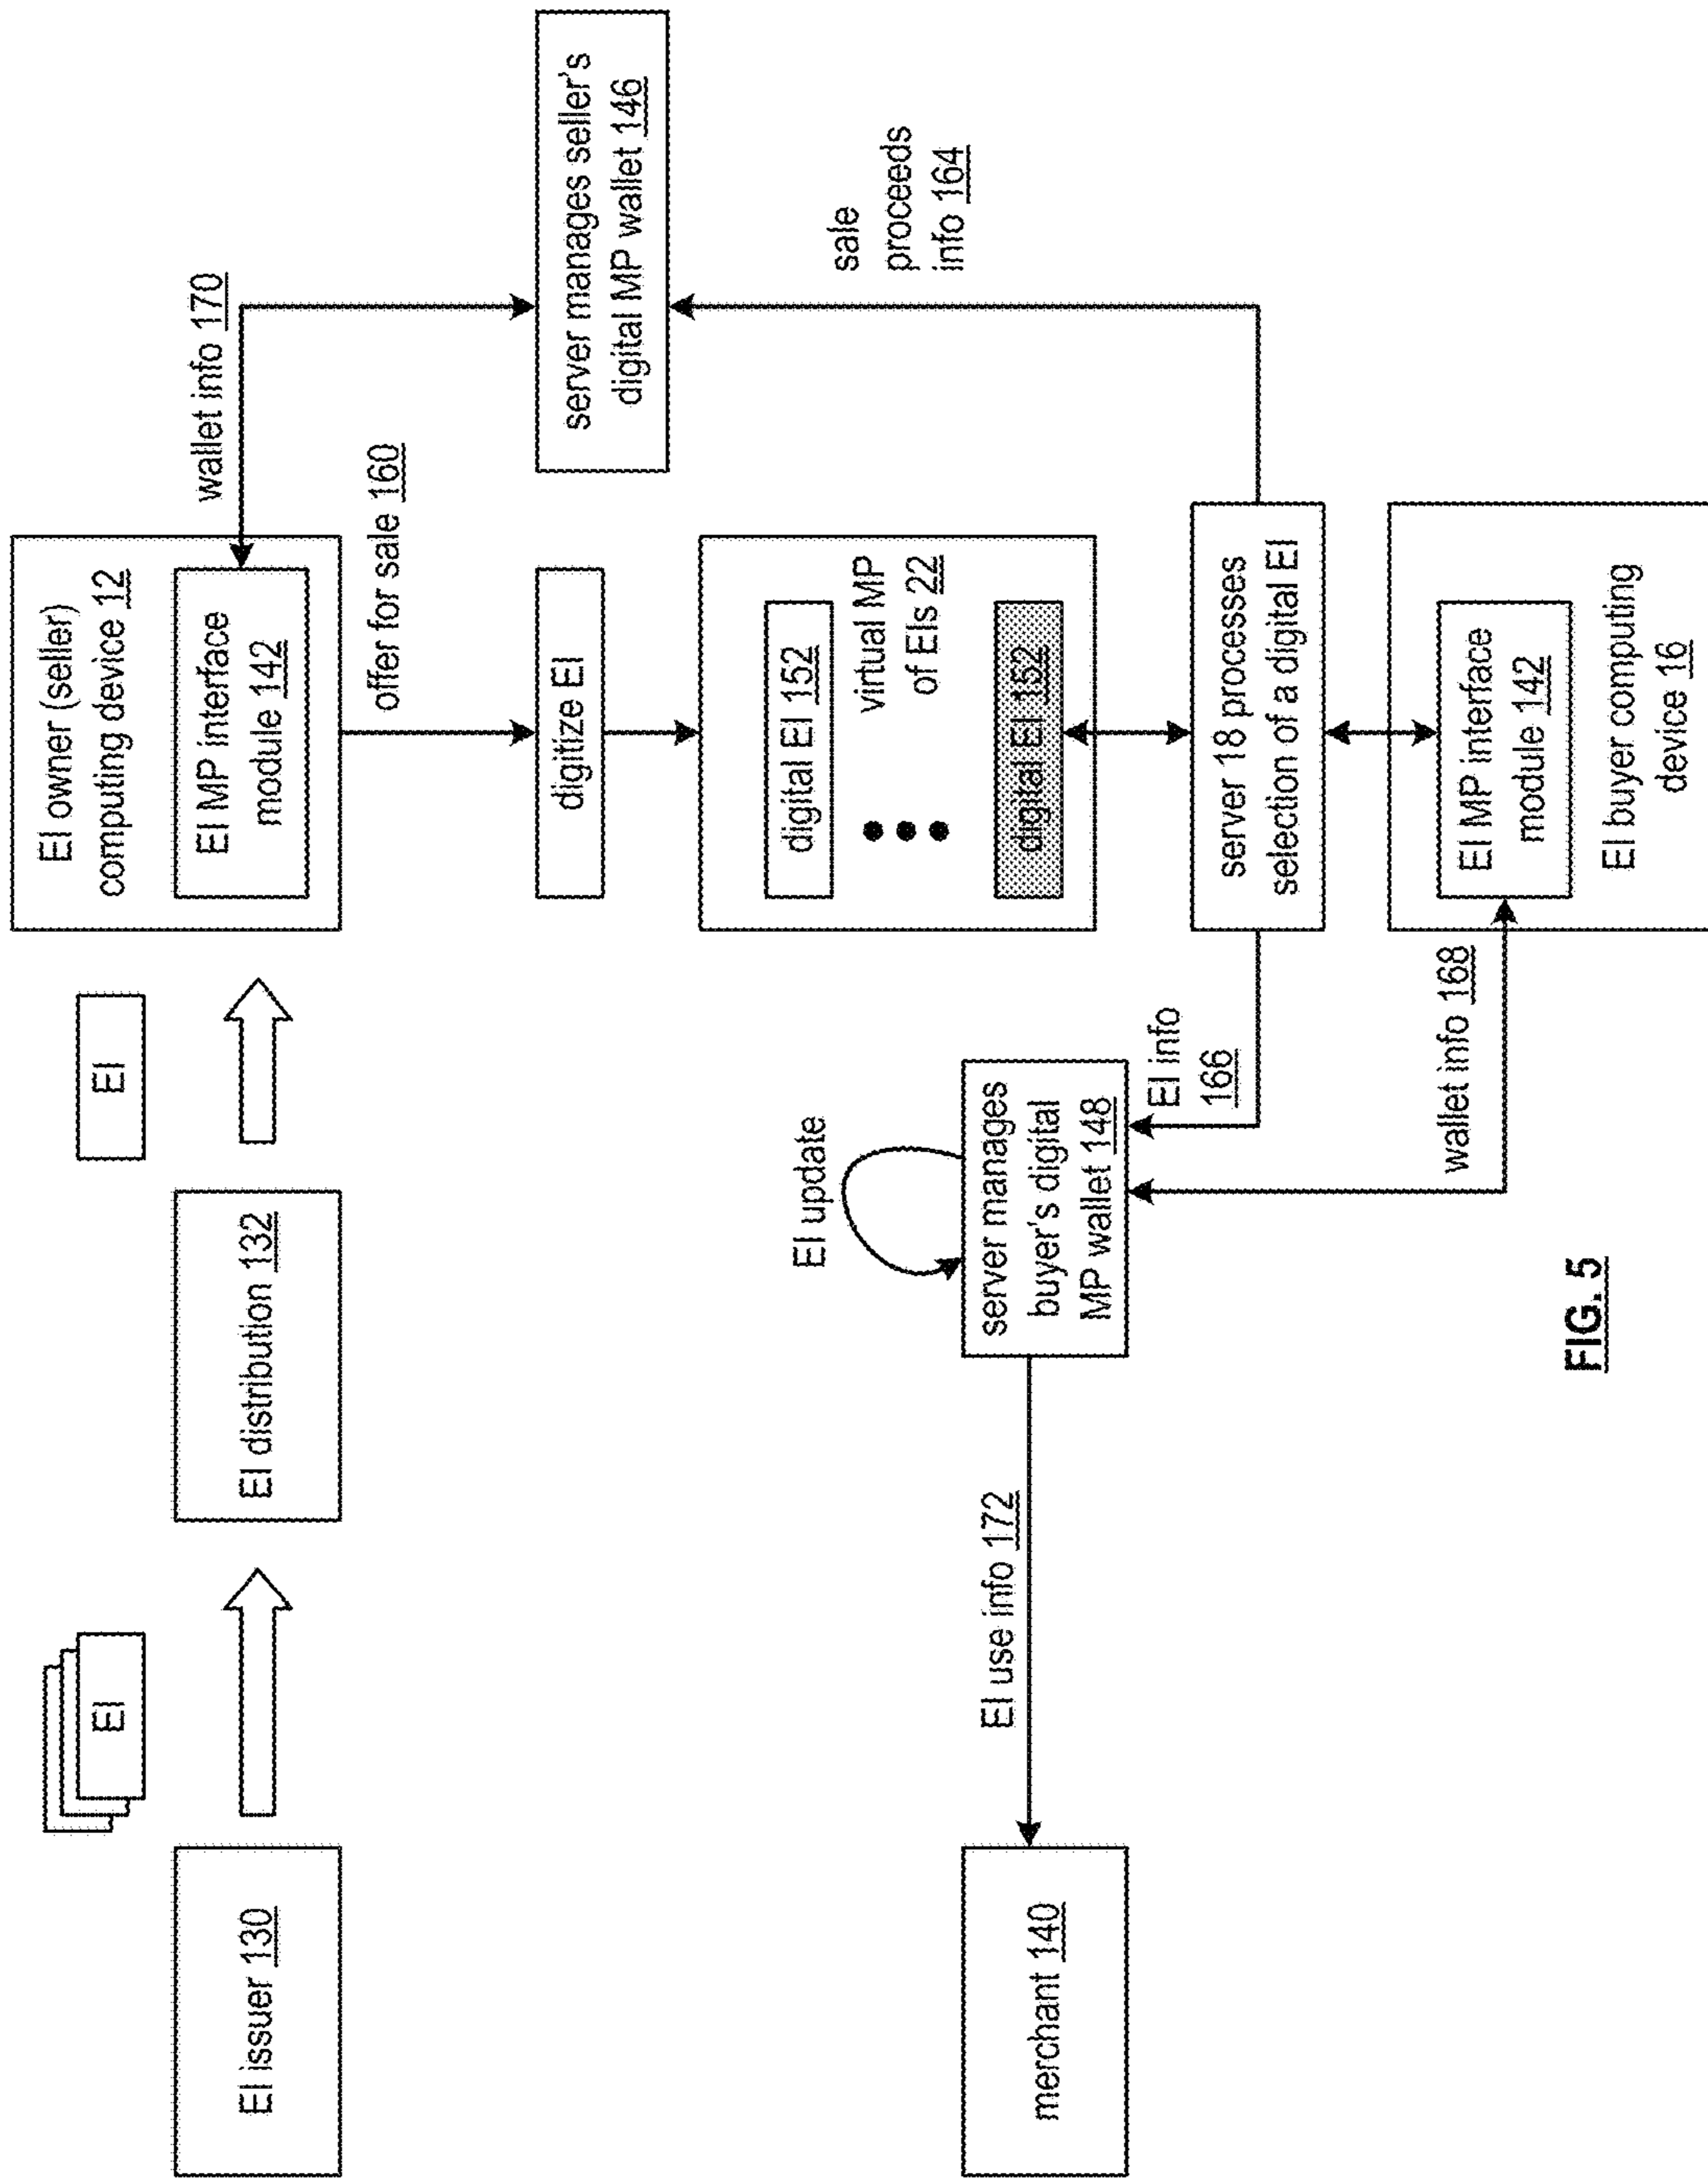 EI issuer 130
EI
EI distribution 132
EI
EI owner (seller)
computing device 12
EI MP interface
module 142
wallet info 170
offer for sale 160
digitize EI
server manages seller's
digital MP wallet 146
digital EI 152
virtual MP
of EIs 22
digital EI 152
sale
proceeds
info 164
EI update
server manages
buyer's digital
MP wallet 148
EI info
166
server 18 processes
selection of a digital EI
merchant 140
EI use info 172
wallet info 168
EI MP interface
module 142
EI buyer computing
device 16
FIG. 5